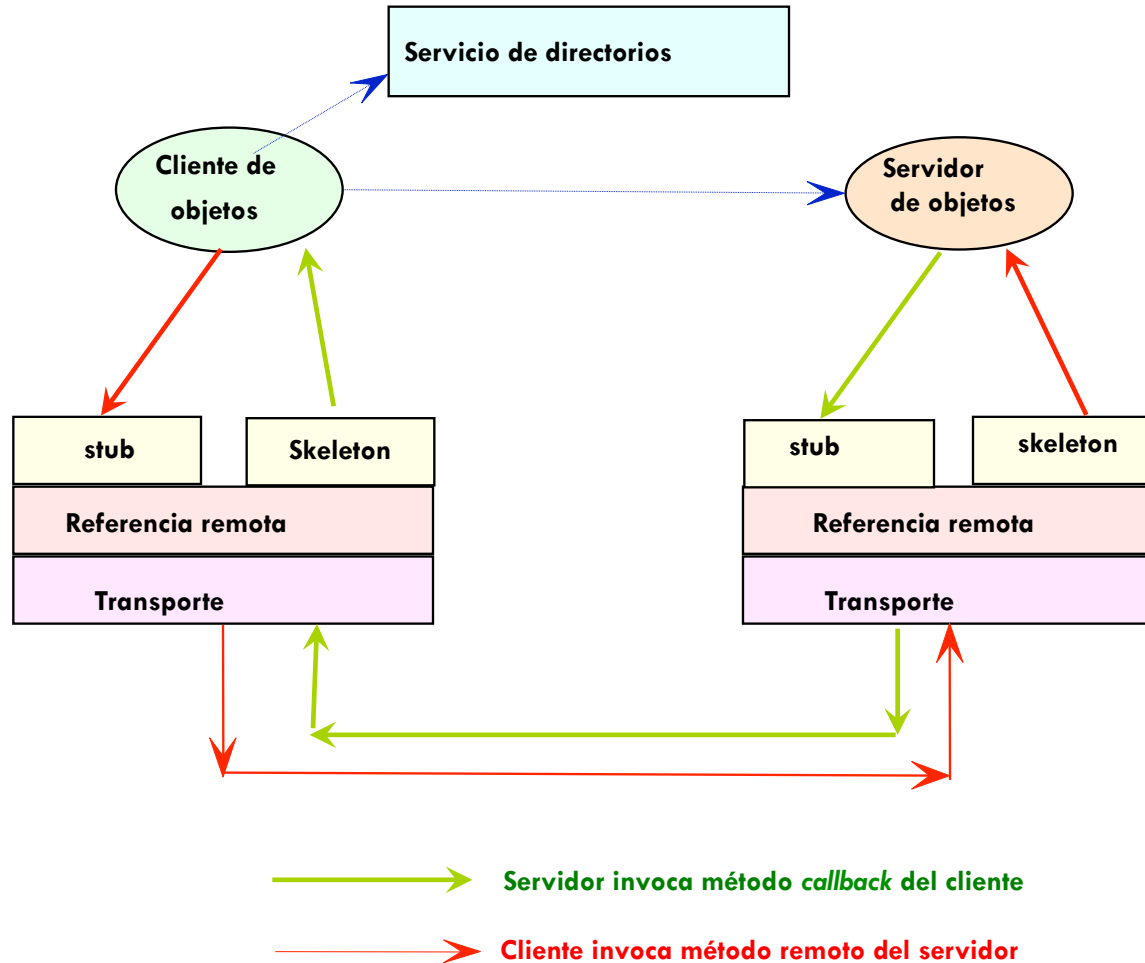 Servicio de directorios
Cliente de
objetos
Servidor
de objetos
stub
Skeleton
stub
skeleton
Referencia remota
Referencia remota
Transporte
Transporte
Servidor invoca método callback del cliente
Cliente invoca método remoto del servidor